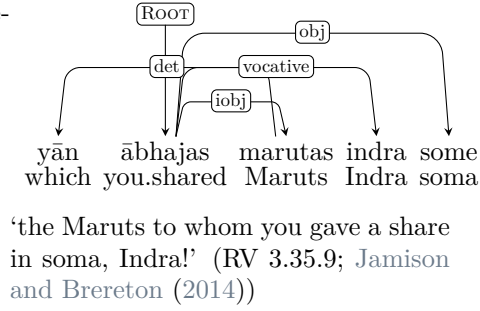 -
ROOT
obj
det vocative
iobj
yān ābhajas marutas indra some
which you.shared Maruts Indra soma
‘the Maruts to whom you gave a share
in soma, Indra!’ (RV 3.35.9; Jamison
and Brereton (2014))